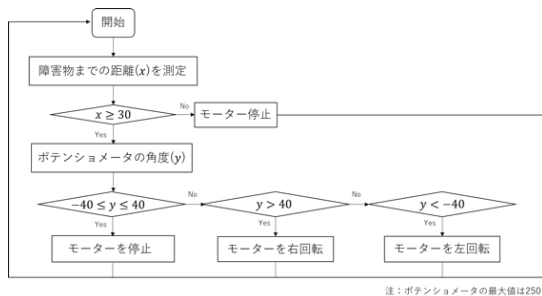 開始
障害物までの距離(x)を測定
x ≥ 30
No
モーター停止
Yes
ポテンショメータの角度(y)
−40 ≤ y ≤ 40
No
y > 40
No
y < −40
Yes
Yes
Yes
モーターを停止
モーターを右回転
モーターを左回転
注：ポテンショメータの最大値は250